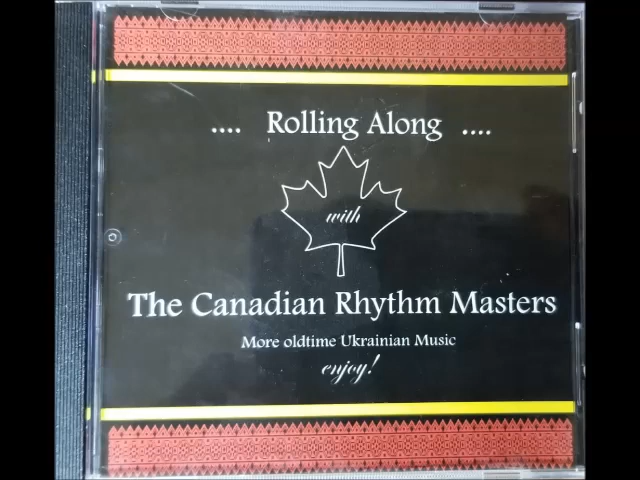 .... Rolling Along ....
with
The Canadian Rhythm Masters
More oldtime Ukrainian Music
enjoy!